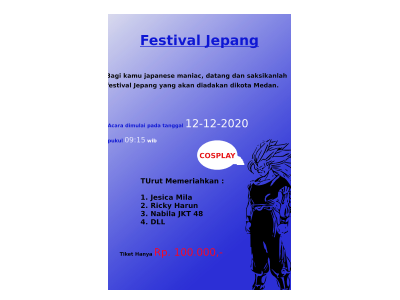 Festival Jepang
Bagi kamu japanese maniac, datang dan saksikanlah
festival Jepang yang akan diadakan dikota Medan.
Acara dimulai pada tanggal 12-12-2020
pukul 09:15 wib
COSPLAY
TUrut Memeriahkan :
1. Jesica Mila
2. Ricky Harun
3. Nabila JKT 48
4. DLL
Tiket Hanya Rp. 100.000,-